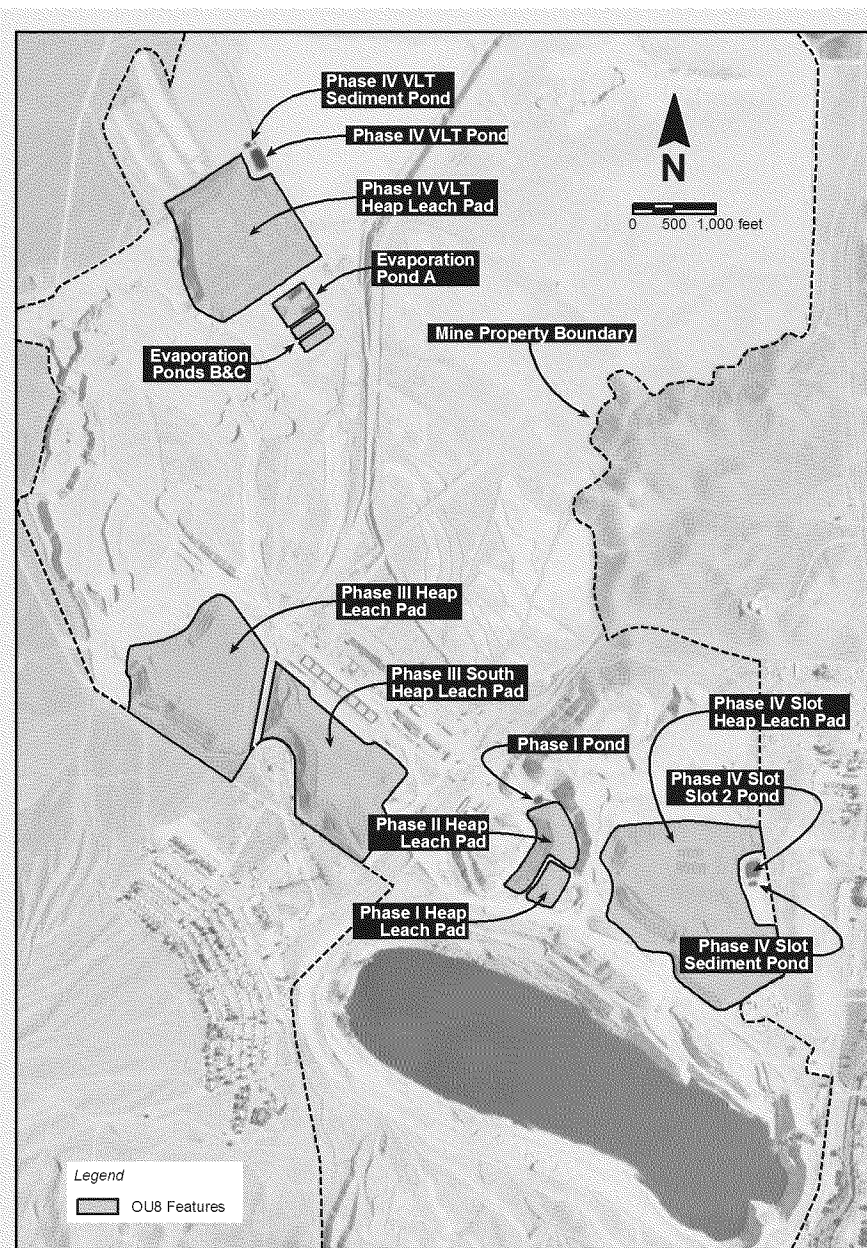 Phase IV VLT
Sediment Pond
Phase IV VLT Pond
Phase IV VLT
Heap Leach Pad
N
0 500 1,000 feet
Evaporation
Pond A
Mine Property Boundary
Evaporation
Ponds B&C
Phase III Heap
Leach Pad
Phase III South
Heap Leach Pad
Phase IV Slot
Heap Leach Pad
Phase I Pond
Phase IV Slot
Slot 2 Pond
Phase II Heap
Leach Pad
Phase I Heap
Leach Pad
Phase IV Slot
Sediment Pond
Legend
OU8 Features